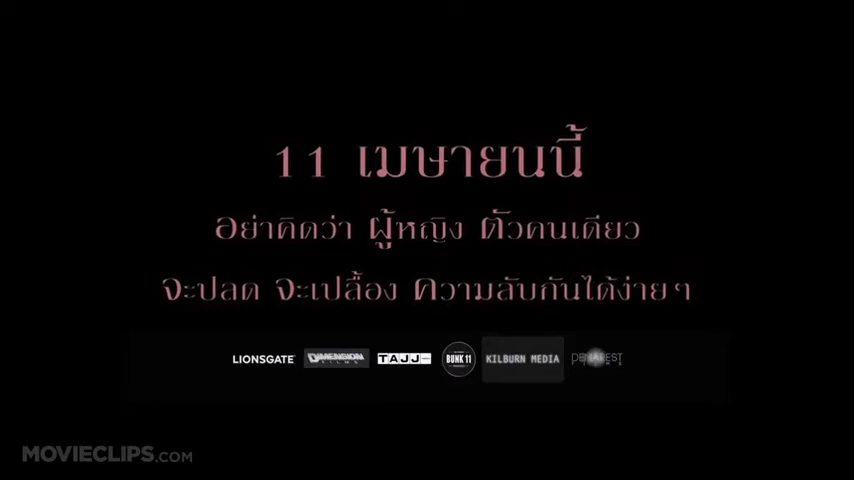 11 เมษายนนี้
อย่าคิดว่า ผู้หญิง ตัวคนเดียว
จะปลด จะเปลื้อง ความลับกันได้ง่ายๆ
LIONSGATE DIMENSION FILMS TAJJ BUNK 11 KILBURN MEDIA
MOVIECLIPS.COM